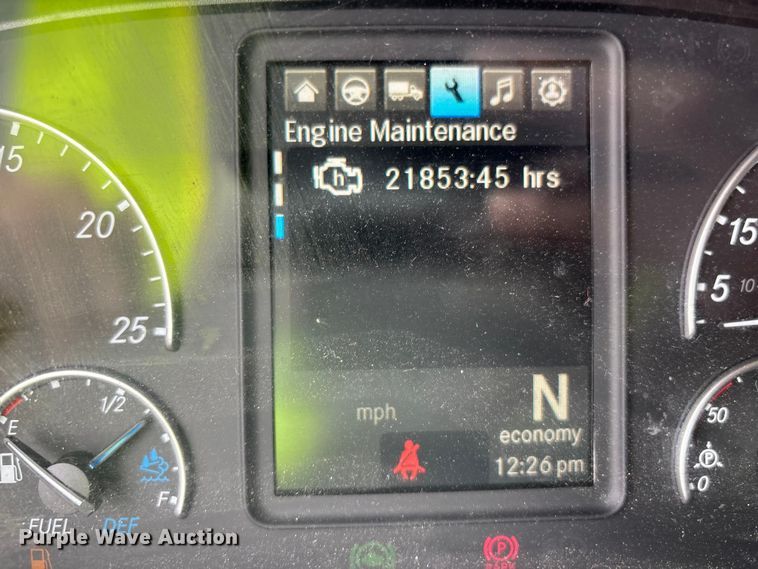 Engine Maintenance
h 21853:45 hrs
15
20
25
15
5 10
mph
N
economy
12:26 pm
E
1/2
F
FUEL DEF
50
P
0
P
Purple Wave Auction